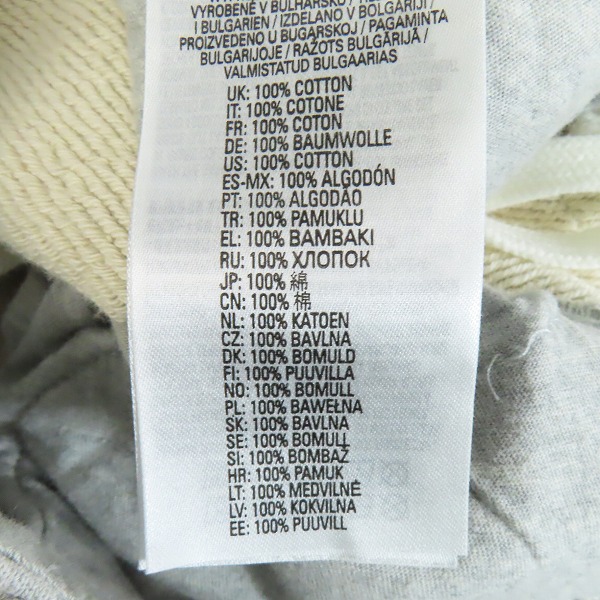 VYROBENÉ V BULHARSKU /
I BULGARIEN / IZDELANO V BOLGARIJI /
PROIZVEDENO U BUGARSKOJ / PAGAMINTA
BULGARIJOJE / RAŽOTS BULGĀRIJĀ /
VALMISTATUD BULGAARIAS
UK: 100% COTTON
IT: 100% COTONE
FR: 100% COTON
DE: 100% BAUMWOLLE
US: 100% COTTON
ES-MX: 100% ALGODÓN
PT: 100% ALGODÃO
TR: 100% PAMUKLU
EL: 100% ΒΑΜΒΑΚΙ
RU: 100% ХЛОПОК
JP: 100% 綿
CN: 100% 棉
NL: 100% KATOEN
CZ: 100% BAVLNA
DK: 100% BOMULD
FI: 100% PUUVILLA
NO: 100% BOMULL
PL: 100% BAWEŁNA
SK: 100% BAVLNA
SE: 100% BOMULL
SI: 100% BOMBAŽ
HR: 100% PAMUK
LT: 100% MEDVILNĖ
LV: 100% KOKVILNA
EE: 100% PUUVILL